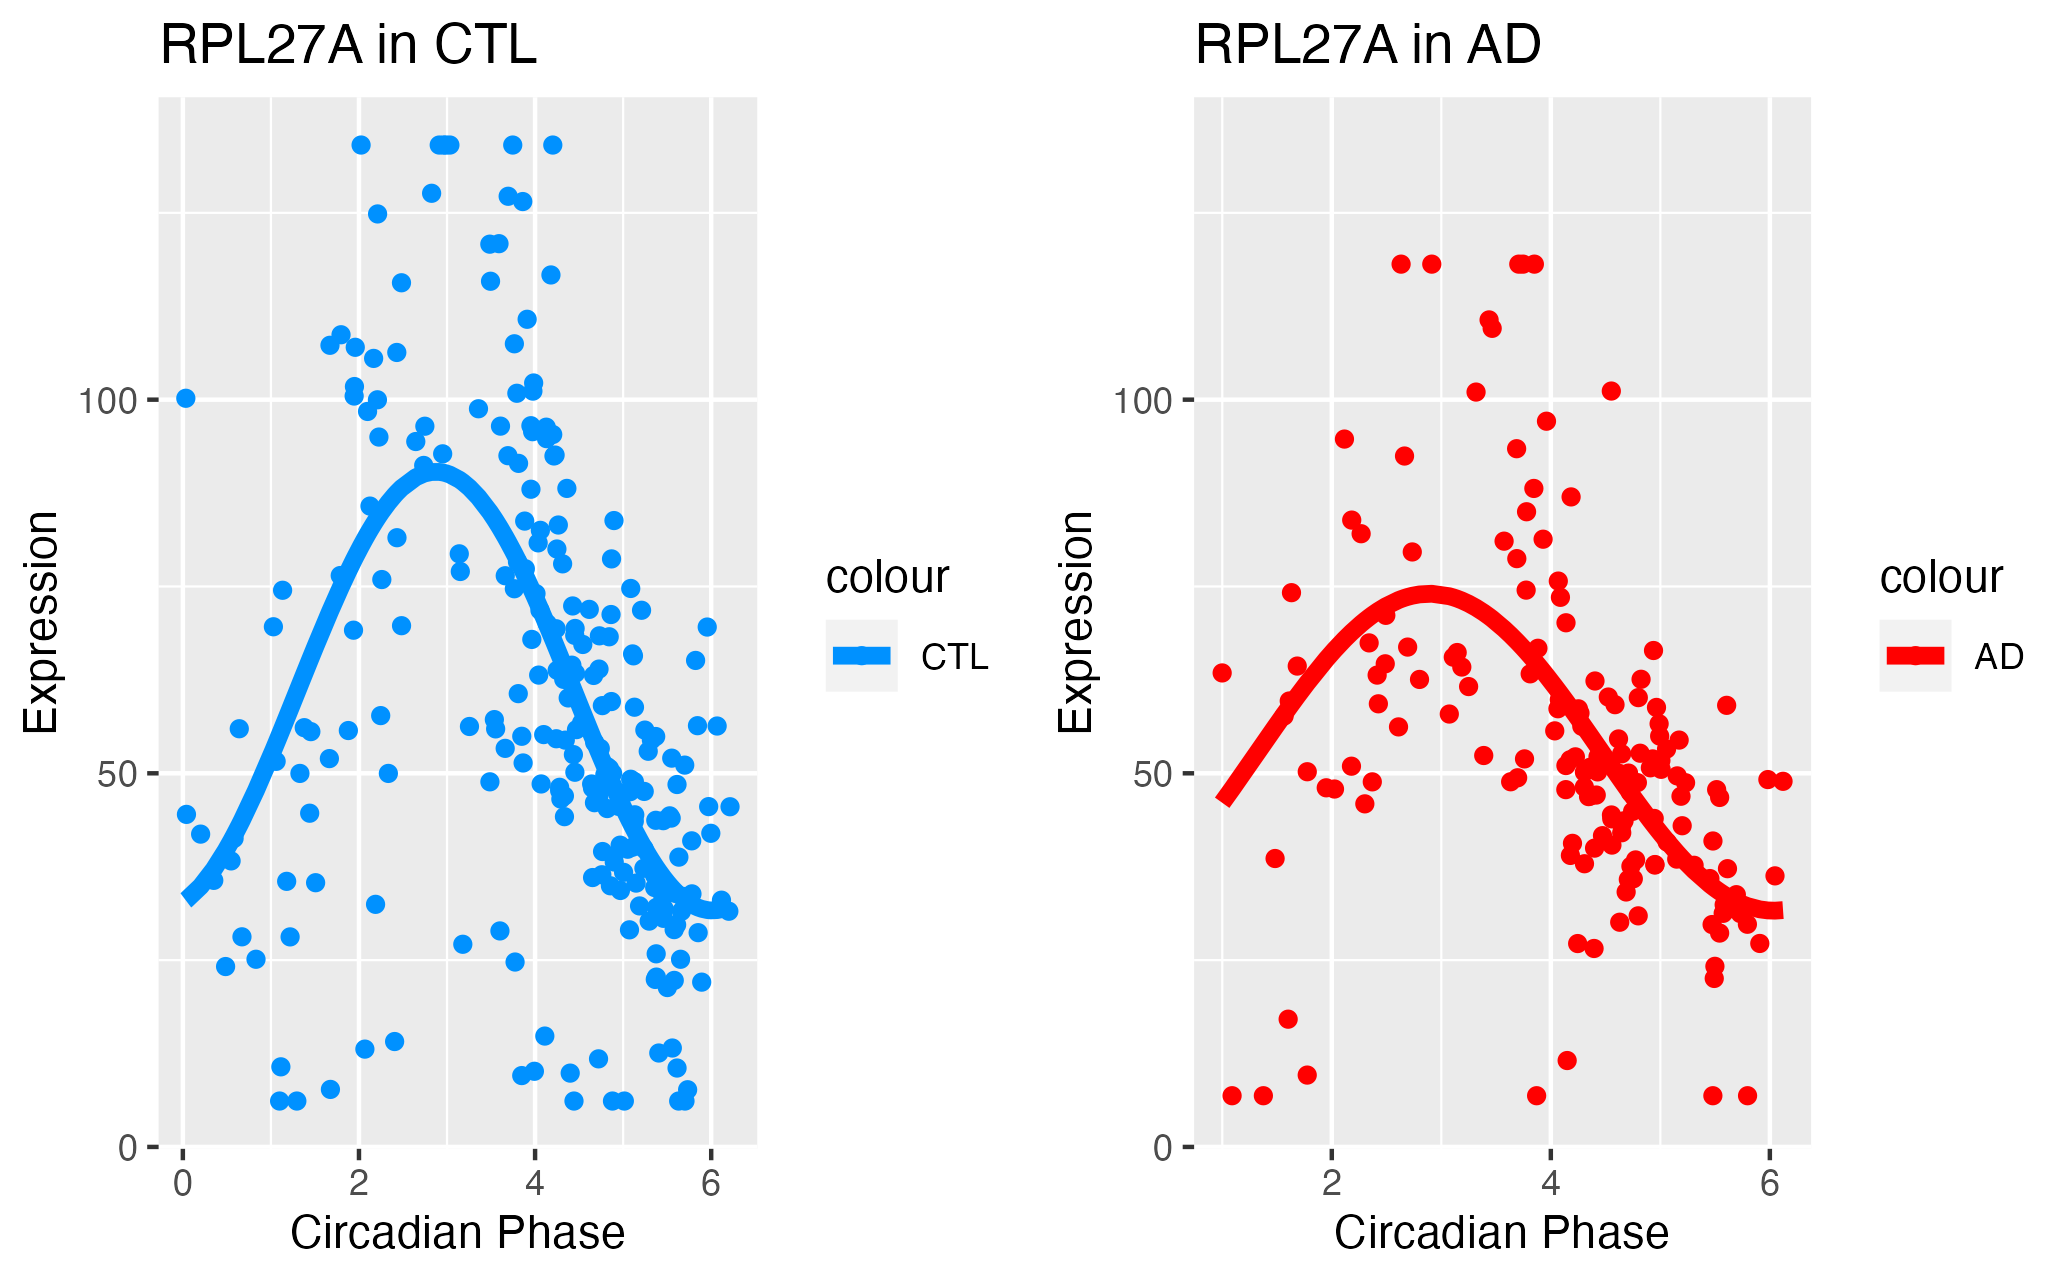 RPL27A in CTL
Expression
100
50
0
0 2 4 6
Circadian Phase
colour
CTL
RPL27A in AD
Expression
100
50
0
2 4 6
Circadian Phase
colour
AD